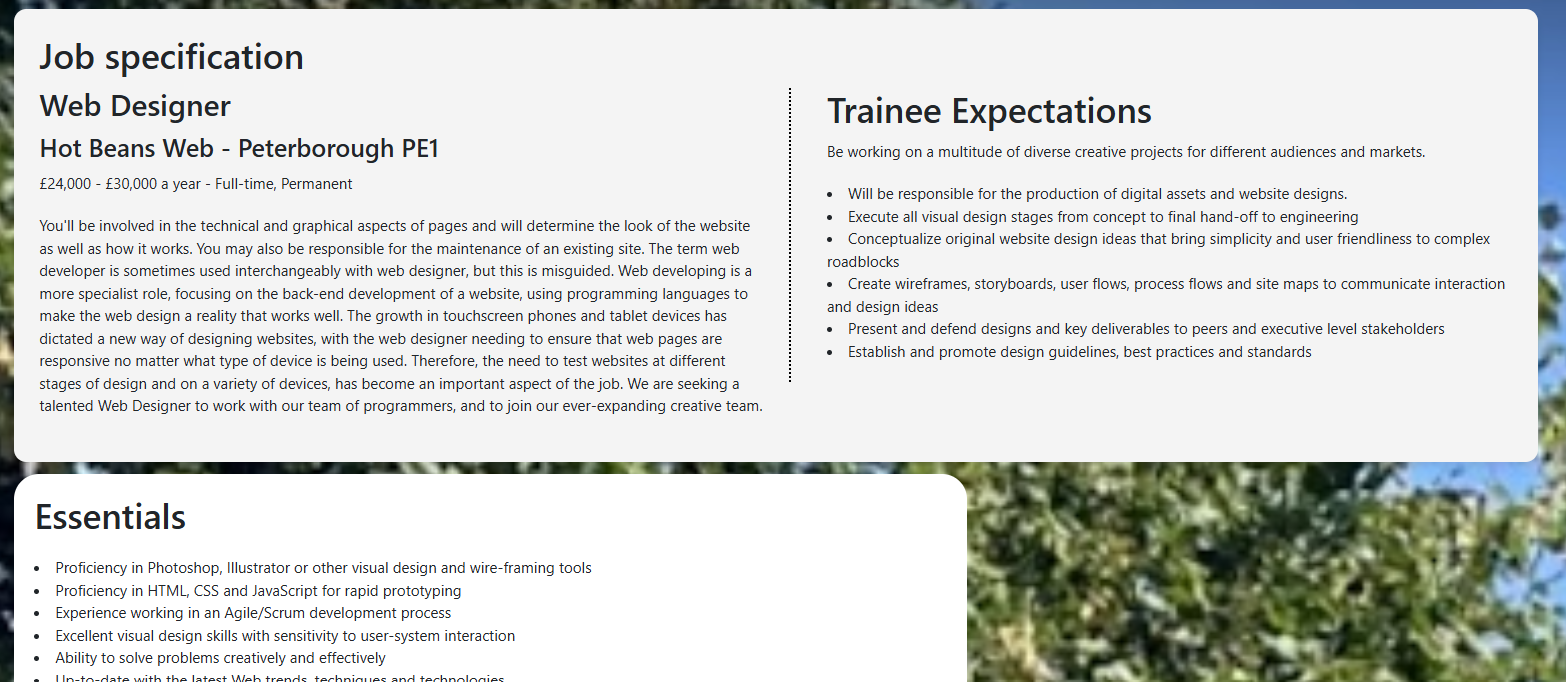 Job specification
Web Designer
Hot Beans Web - Peterborough PE1
£24,000 - £30,000 a year - Full-time, Permanent
You'll be involved in the technical and graphical aspects of pages and will determine the look of the website
as well as how it works. You may also be responsible for the maintenance of an existing site. The term web
developer is sometimes used interchangeably with web designer, but this is misguided. Web developing is a
more specialist role, focusing on the back-end development of a website, using programming languages to
make the web design a reality that works well. The growth in touchscreen phones and tablet devices has
dictated a new way of designing websites, with the web designer needing to ensure that web pages are
responsive no matter what type of device is being used. Therefore, the need to test websites at different
stages of design and on a variety of devices, has become an important aspect of the job. We are seeking a
talented Web Designer to work with our team of programmers, and to join our ever-expanding creative team.
Trainee Expectations
Be working on a multitude of diverse creative projects for different audiences and markets.
• Will be responsible for the production of digital assets and website designs.
• Execute all visual design stages from concept to final hand-off to engineering
• Conceptualize original website design ideas that bring simplicity and user friendliness to complex
roadblocks
• Create wireframes, storyboards, user flows, process flows and site maps to communicate interaction
and design ideas
• Present and defend designs and key deliverables to peers and executive level stakeholders
• Establish and promote design guidelines, best practices and standards
Essentials
• Proficiency in Photoshop, Illustrator or other visual design and wire-framing tools
• Proficiency in HTML, CSS and JavaScript for rapid prototyping
• Experience working in an Agile/Scrum development process
• Excellent visual design skills with sensitivity to user-system interaction
• Ability to solve problems creatively and effectively
• Up-to-date with the latest Web trends, techniques and technologies